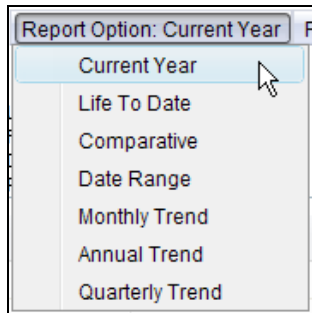 Report Option: Current Year
Current Year
Life To Date
Comparative
Date Range
Monthly Trend
Annual Trend
Quarterly Trend